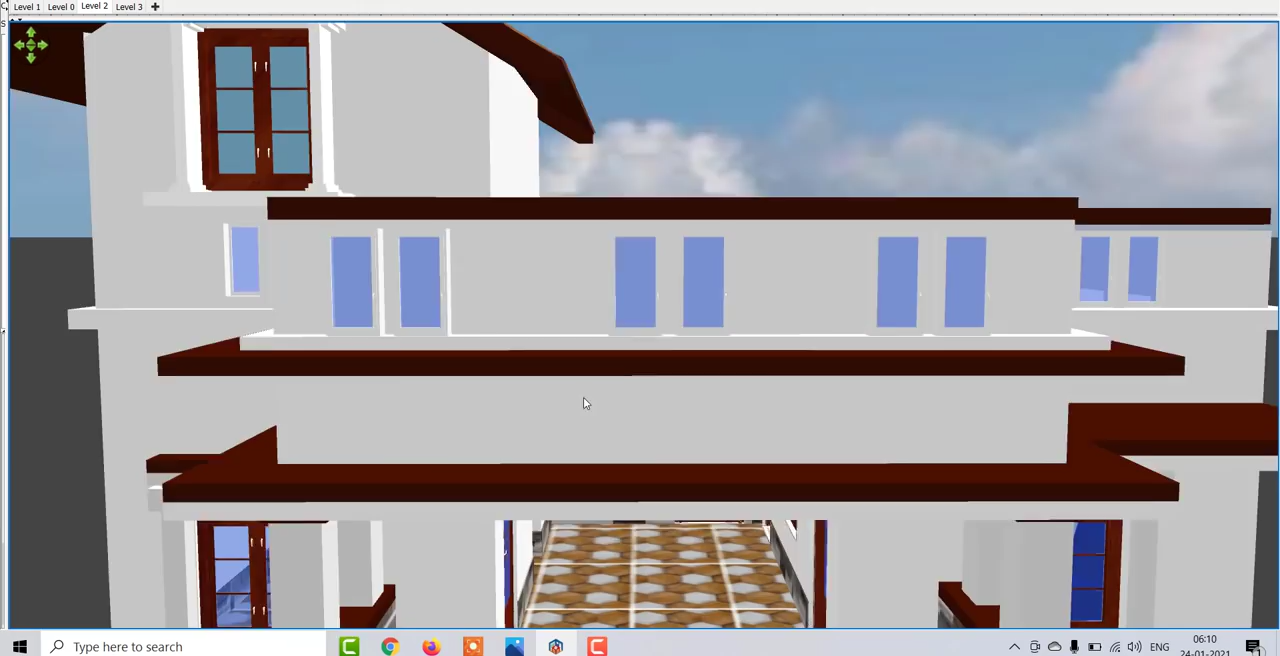 Level 1 Level 0 Level 2 Level 3
Type here to search
ENG
06:10
24-01-2021